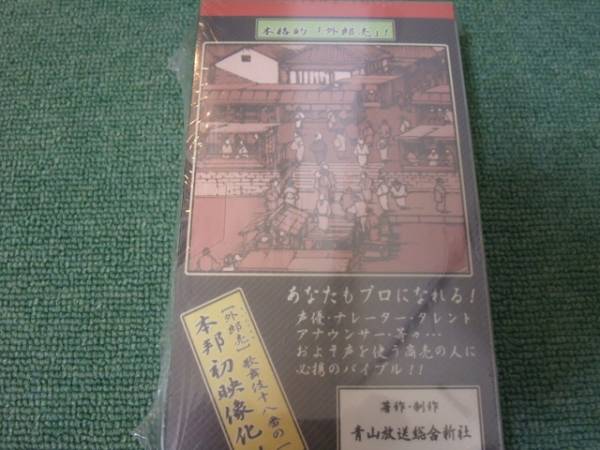 本格的「外郎売」!
あなたもプロになれる!
声優・ナレーター・タレント
アナウンサー・等々…
およそ声を使う商売の人に
必携のバイブル!!
「外郎売」歌舞伎十八番の一
本邦初映像化
著作・制作
青山放送総合新社